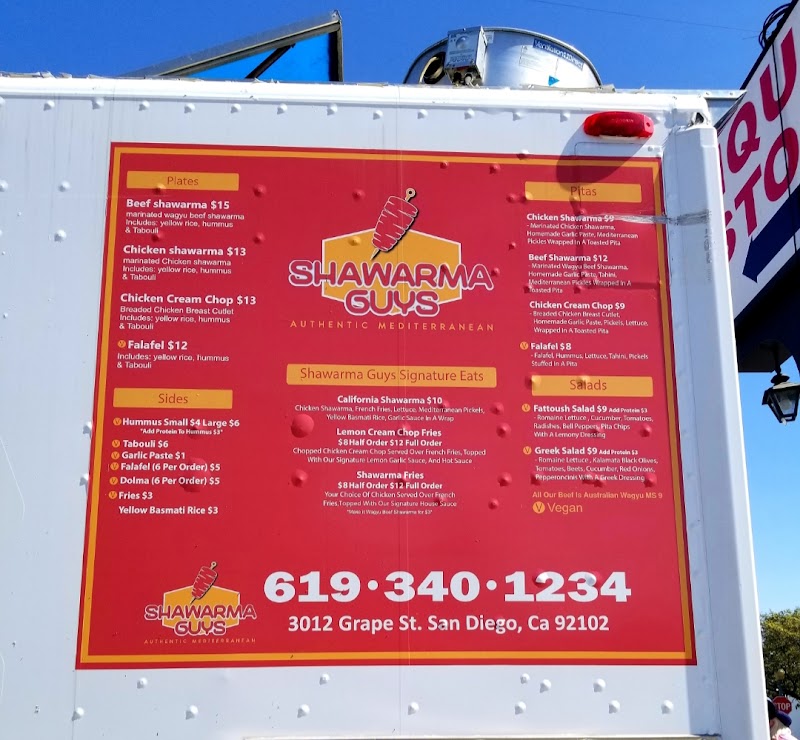 Plates
Beef shawarma $15
marinated wagyu beef shawarma
Includes: yellow rice, hummus
& Tabouli
Chicken shawarma $13
marinated Chicken shawarma
Includes: yellow rice, hummus
& Tabouli
Chicken Cream Chop $13
Breaded Chicken Breast Cutlet
Includes: yellow rice, hummus
& Tabouli
V Falafel $12
Includes: yellow rice, hummus
& Tabouli
Sides
V Hummus Small $4 Large $6
*Add Protein To Hummus $3*
V Tabouli $6
V Garlic Paste $1
V Falafel (6 Per Order) $5
V Dolma (6 Per Order) $5
V Fries $3
Yellow Basmati Rice $3
SHAWARMA
GUYS
AUTHENTIC MEDITERRANEAN
Shawarma Guys Signature Eats
California Shawarma $10
Chicken Shawarma, French Fries, Lettuce, Mediterranean Pickels,
Yellow Basmati Rice, Garlic Sauce In A Wrap
Lemon Cream Chop Fries
$8 Half Order $12 Full Order
Chopped Chicken Cream Chop Served Over French Fries, Topped
With Our Signature Lemon Garlic Sauce, And Hot Sauce
Shawarma Fries
$8 Half Order $12 Full Order
Your Choice Of Chicken Served Over French
Fries, Topped With Our Signature House Sauce
*Make It Wagyu Beef Shawarma for $3*
Pitas
Chicken Shawarma $9
- Marinated Chicken Shawarma,
Homemade Garlic Paste, Mediterranean
Pickles Wrapped In A Toasted Pita
Beef Shawarma $12
- Marinated Wagyu Beef Shawarma,
Homemade Garlic Paste, Tahini,
Mediterranean Pickles Wrapped In A
Toasted Pita
Chicken Cream Chop $9
- Breaded Chicken Breast Cutlet,
Homemade Garlic Paste, Pickels, Lettuce,
Wrapped In A Toasted Pita
V Falafel $8
- Falafel, Hummus, Lettuce, Tahini, Pickels
Stuffed In A Pita
Salads
V Fattoush Salad $9 Add Protein $3
- Romaine Lettuce , Cucumber, Tomatoes,
Radishes, Bell Peppers, Pita Chips
With A Lemony Dressing
V Greek Salad $9 Add Protein $3
- Romaine Lettuce , Kalamata Black Olives,
Tomatoes, Beets, Cucumber, Red Onions,
Pepperoncini With A Greek Dressing
All Our Beef Is Australian Wagyu MS 9
V Vegan
SHAWARMA
GUYS
AUTHENTIC MEDITERRANEAN
619·340·1234
3012 Grape St. San Diego, Ca 92102
IQU
STO
STOP